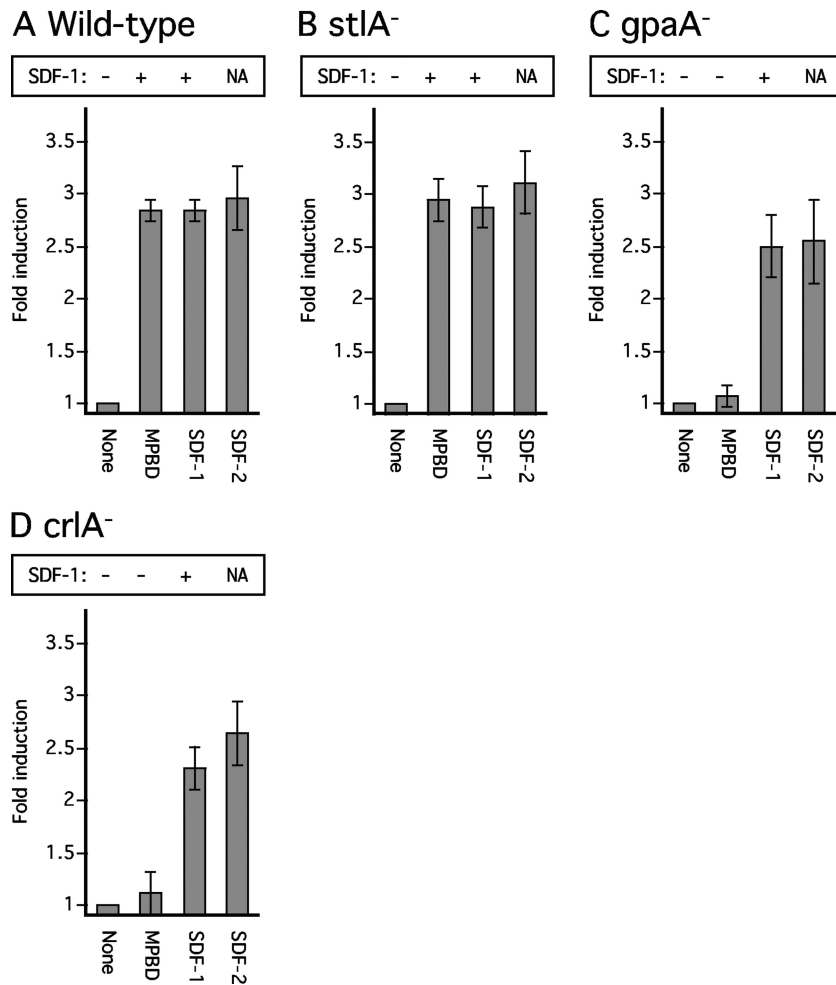 A Wild-type
SDF-1: - + + NA
Fold induction
3.5
3
2.5
2
1.5
1
None
MPBD
SDF-1
SDF-2
B stlA-
SDF-1: - + + NA
Fold induction
3.5
3
2.5
2
1.5
1
None
MPBD
SDF-1
SDF-2
C gpaA-
SDF-1: - - + NA
Fold induction
3.5
3
2.5
2
1.5
1
None
MPBD
SDF-1
SDF-2
D crlA-
SDF-1: - - + NA
Fold induction
3.5
3
2.5
2
1.5
1
None
MPBD
SDF-1
SDF-2